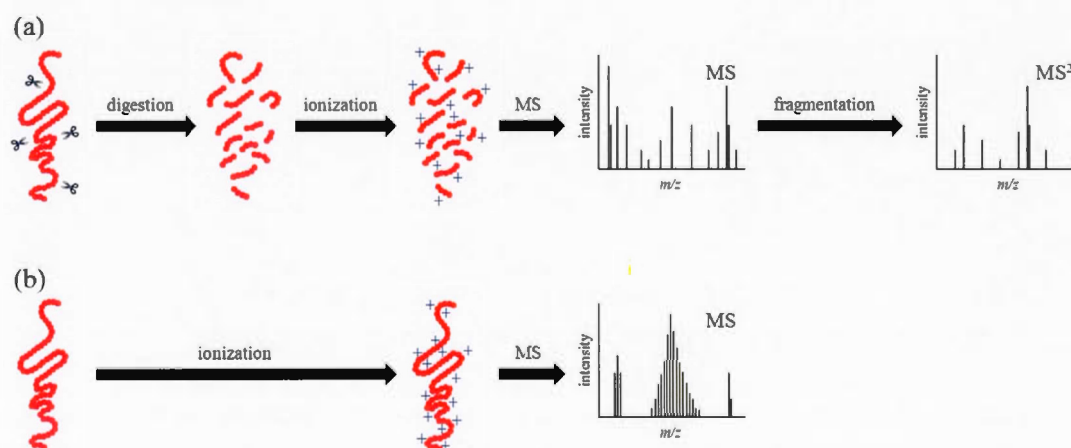 (a)
digestion
ionization
MS
intensity
m/z
MS
fragmentation
intensity
m/z
MS²
(b)
ionization
MS
intensity
m/z
MS